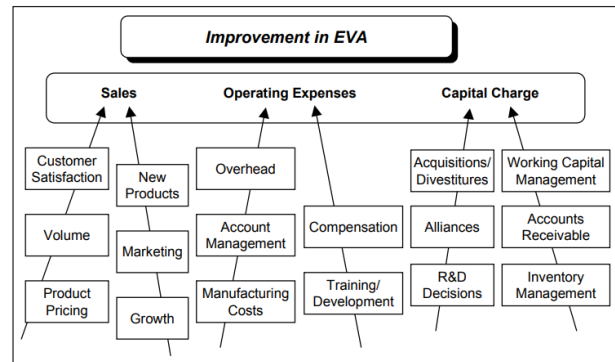 Improvement in EVA
Sales
Operating Expenses
Capital Charge
Customer
Satisfaction
Volume
Product
Pricing
New
Products
Marketing
Growth
Overhead
Account
Management
Manufacturing
Costs
Compensation
Training/
Development
Acquisitions/
Divestitures
Alliances
R&D
Decisions
Working Capital
Management
Accounts
Receivable
Inventory
Management